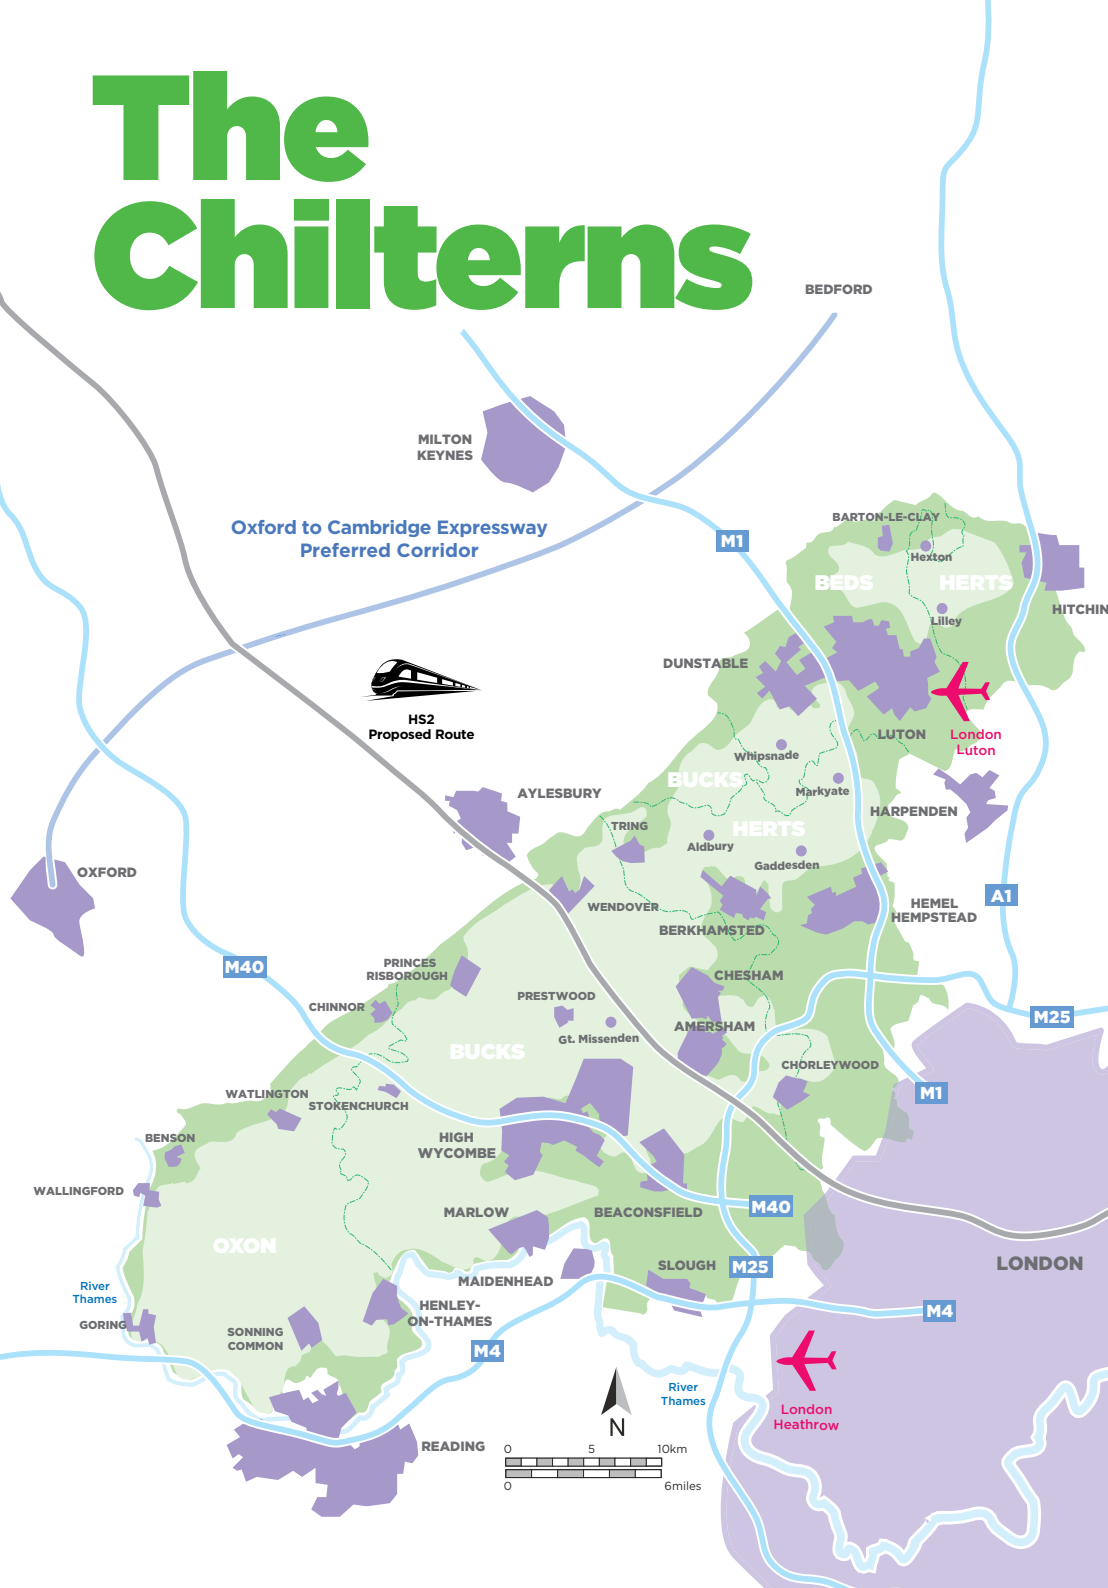 The
Chilterns
BEDFORD
MILTON
KEYNES
Oxford to Cambridge Expressway
Preferred Corridor
M1
BARTON-LE-CLAY
Hexton
BEDS
HERTS
HITCHIN
Lilley
DUNSTABLE
HS2
Proposed Route
LUTON
London
Luton
Whipsnade
BUCKS
Markyate
AYLESBURY
HARPENDEN
TRING
HERTS
Aldbury
Gaddesden
OXFORD
A1
HEMEL
HEMPSTEAD
WENDOVER
BERKHAMSTED
M40
PRINCES
RISBOROUGH
CHESHAM
PRESTWOOD
CHINNOR
M25
AMERSHAM
Gt. Missenden
BUCKS
CHORLEYWOOD
M1
WATLINGTON
STOKENCHURCH
BENSON
HIGH
WYCOMBE
WALLINGFORD
M40
MARLOW
BEACONSFIELD
OXON
LONDON
SLOUGH
M25
MAIDENHEAD
River
Thames
HENLEY-
ON-THAMES
M4
GORING
SONNING
COMMON
M4
River
Thames
London
Heathrow
N
READING
0 5 10km
0 6miles